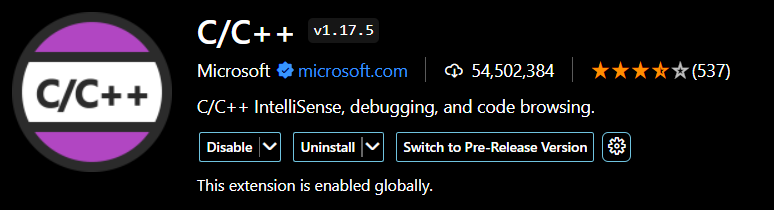 C/C++
C/C++ v1.17.5
Microsoft microsoft.com 54,502,384 (537)
C/C++ IntelliSense, debugging, and code browsing.
Disable Uninstall Switch to Pre-Release Version
This extension is enabled globally.